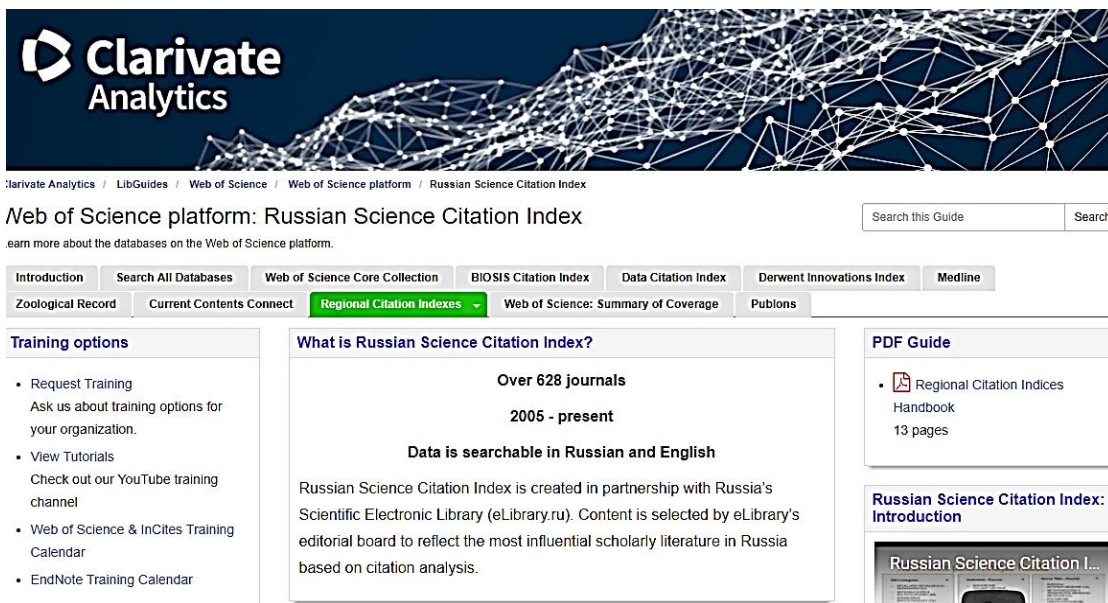 Clarivate
Analytics
Clarivate Analytics / LibGuides / Web of Science / Web of Science platform / Russian Science Citation Index
Web of Science platform: Russian Science Citation Index
Search this Guide
Search
Learn more about the databases on the Web of Science platform.
Introduction
Search All Databases
Web of Science Core Collection
BIOSIS Citation Index
Data Citation Index
Derwent Innovations Index
Medline
Zoological Record
Current Contents Connect
Regional Citation Indexes
Web of Science: Summary of Coverage
Publons
Training options
Request Training
Ask us about training options for
your organization.
View Tutorials
Check out our YouTube training
channel
Web of Science & InCites Training
Calendar
EndNote Training Calendar
What is Russian Science Citation Index?
Over 628 journals
2005 - present
Data is searchable in Russian and English
Russian Science Citation Index is created in partnership with Russia's
Scientific Electronic Library (eLibrary.ru). Content is selected by eLibrary's
editorial board to reflect the most influential scholarly literature in Russia
based on citation analysis.
PDF Guide
Regional Citation Indices
Handbook
13 pages
Russian Science Citation Index:
Introduction
Russian Science Citation I...